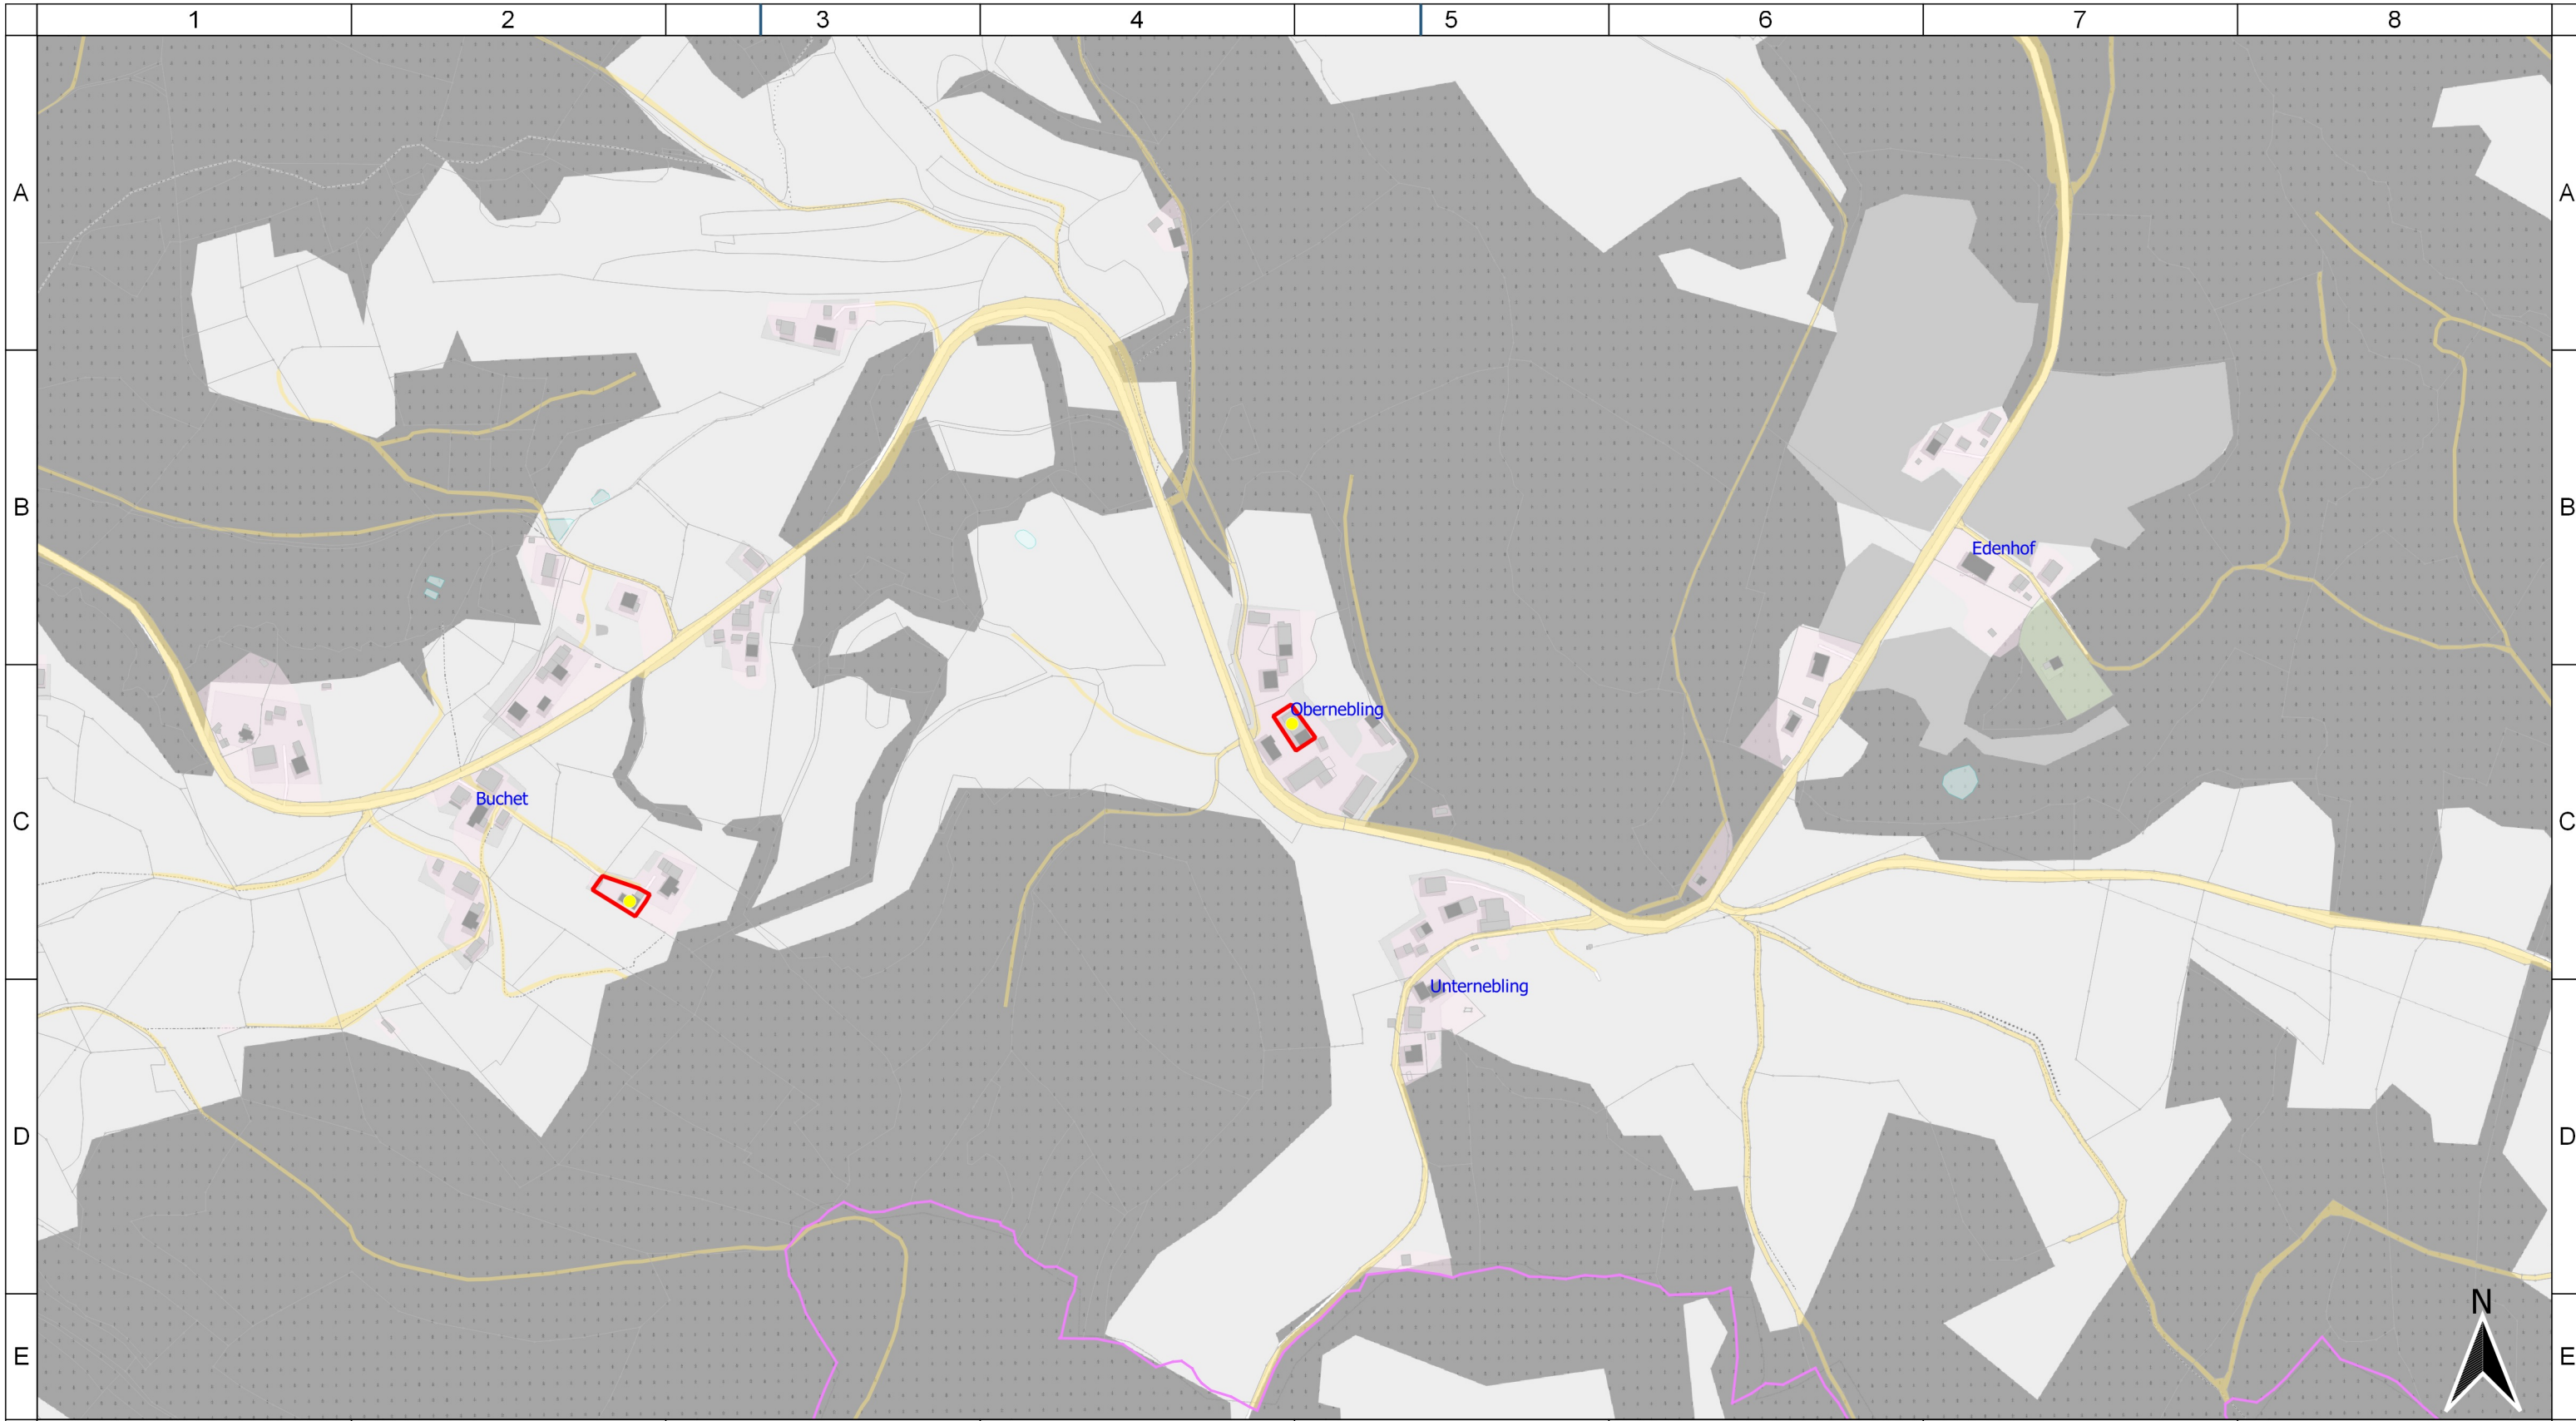 1 2 3 4 5 6 7 8
A A
B B
Edenhof
Obernebling
Buchet
C C
Unternebling
D D
N
E E